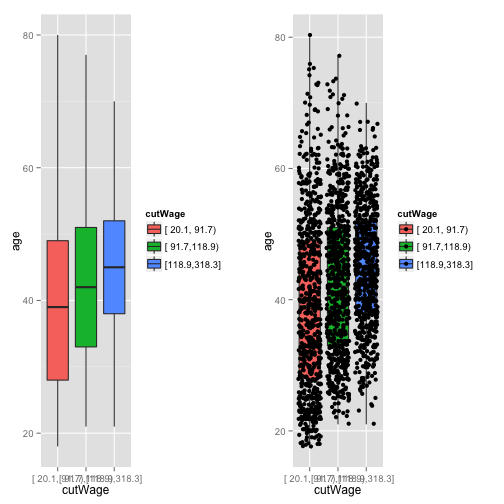 80
60
40
20
age
cutWage
[ 20.1, 91.7)
[ 91.7,118.9)
[118.9,318.3]
cutWage
80
60
40
20
age
cutWage
[ 20.1, 91.7)
[ 91.7,118.9)
[118.9,318.3]
cutWage